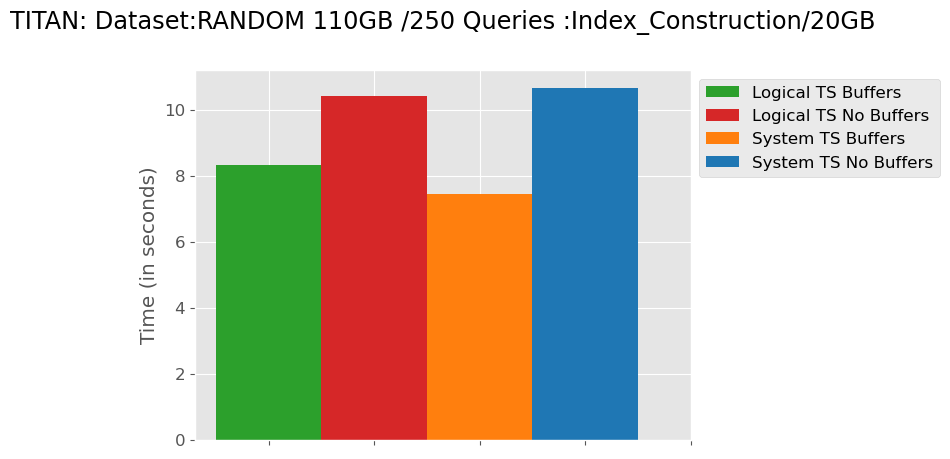 TITAN: Dataset:RANDOM 110GB /250 Queries :Index_Construction/20GB
Logical TS Buffers
Logical TS No Buffers
System TS Buffers
System TS No Buffers
Time (in seconds)
10
8
6
4
2
0